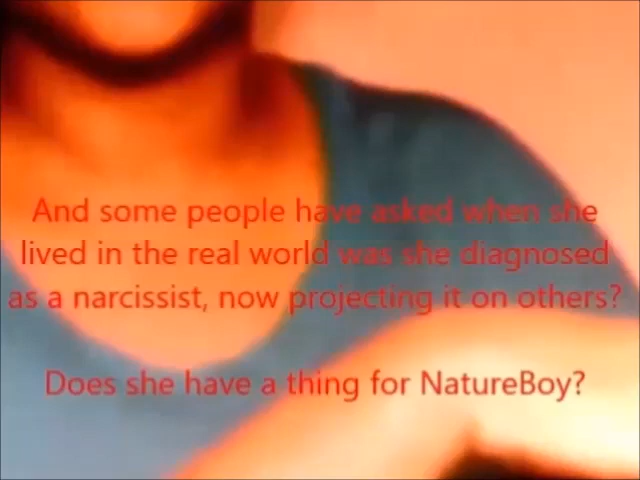 And some people have asked when she
lived in the real world was she diagnosed
as a narcissist, now projecting it on others?
Does she have a thing for NatureBoy?